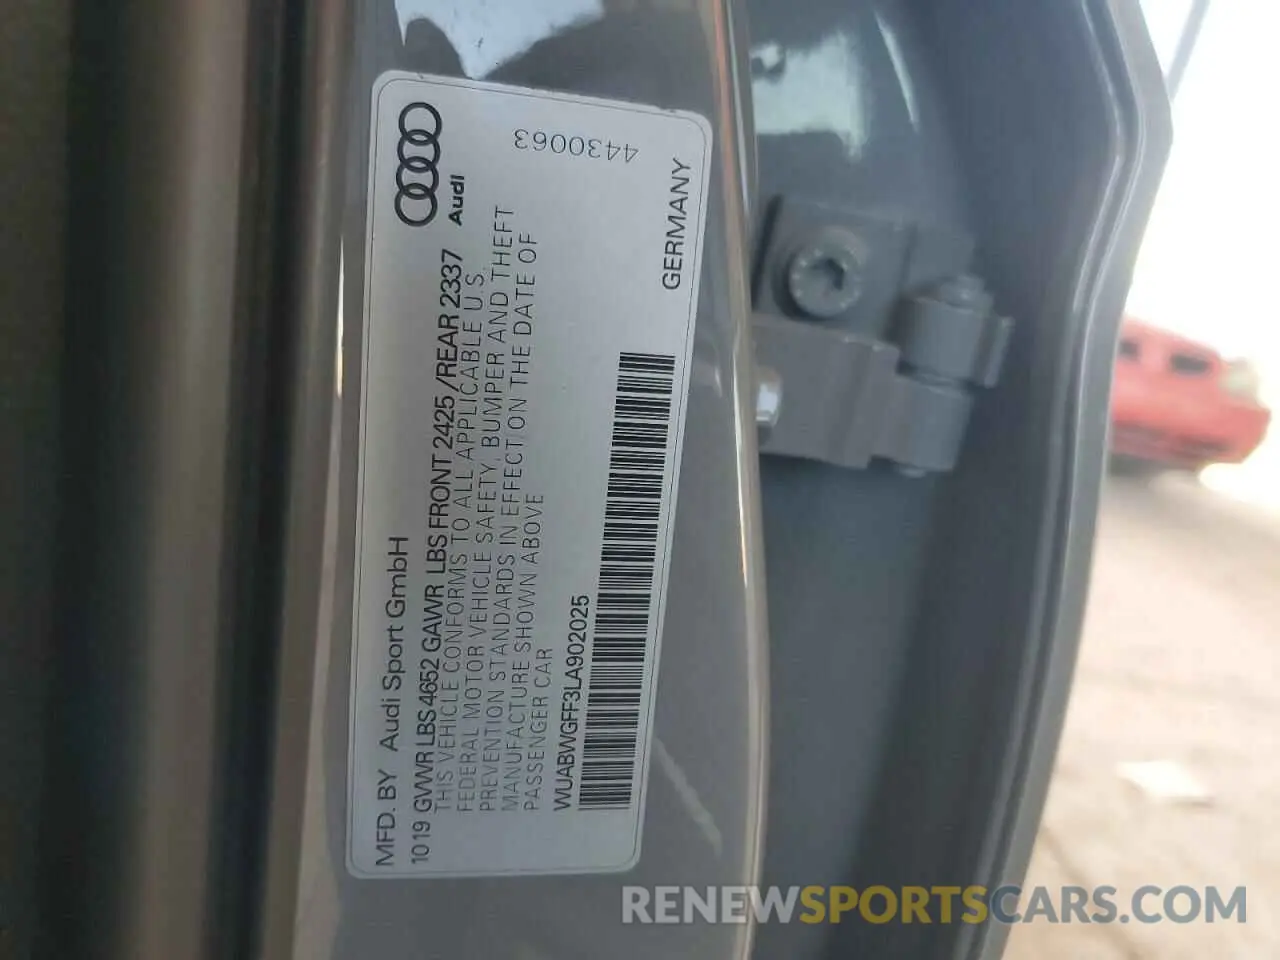 MFD. BY Audi Sport GmbH
Audi
10 19 GWWR LBS 4652 GAWR LBS FRONT 2425 /REAR 2337
THIS VEHICLE CONFORMS TO ALL APPLICABLE U.S.
FEDERAL MOTOR VEHICLE SAFETY, BUMPER AND THEFT
PREVENTION STANDARDS IN EFFECT ON THE DATE OF
MANUFACTURE SHOWN ABOVE
PASSENGER CAR
WUABWGFF3LA902025
GERMANY
4430063
RENEWSPORTSCARS.COM